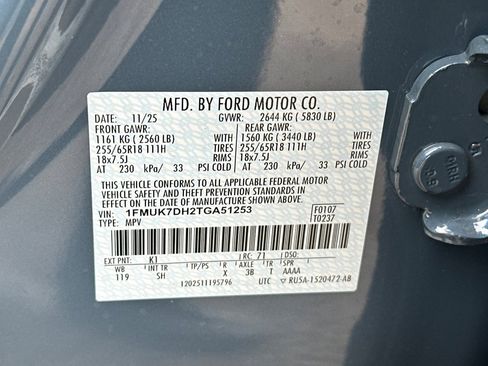 MFD. BY FORD MOTOR CO.
DATE: 11/25 GVWR: 2644 KG ( 5830 LB)
FRONT GAWR: REAR GAWR:
1161 KG ( 2560 LB) 1560 KG ( 3440 LB)
255/65R18 111H TIRES 255/65R18 111H TIRES
18x7.5J RIMS 18x7.5J RIMS
AT 230 kPa/ 33 PSI COLD AT 230 kPa/ 33 PSI COLD
THIS VEHICLE CONFORMS TO ALL APPLICABLE FEDERAL MOTOR
VEHICLE SAFETY AND THEFT PREVENTION STANDARDS IN EFFECT ON
THE DATE OF MANUFACTURE SHOWN ABOVE.
VIN: 1FMUK7DH2TGA51253 F0107
TYPE: MPV T0237
EXT PNT: K1 RC: 71 DSO:
WB INT TR TP/PS R AXLE TR SPR
119 SH X 3B T AAAA
1202511195796 UTC RU5A-1520472-AB